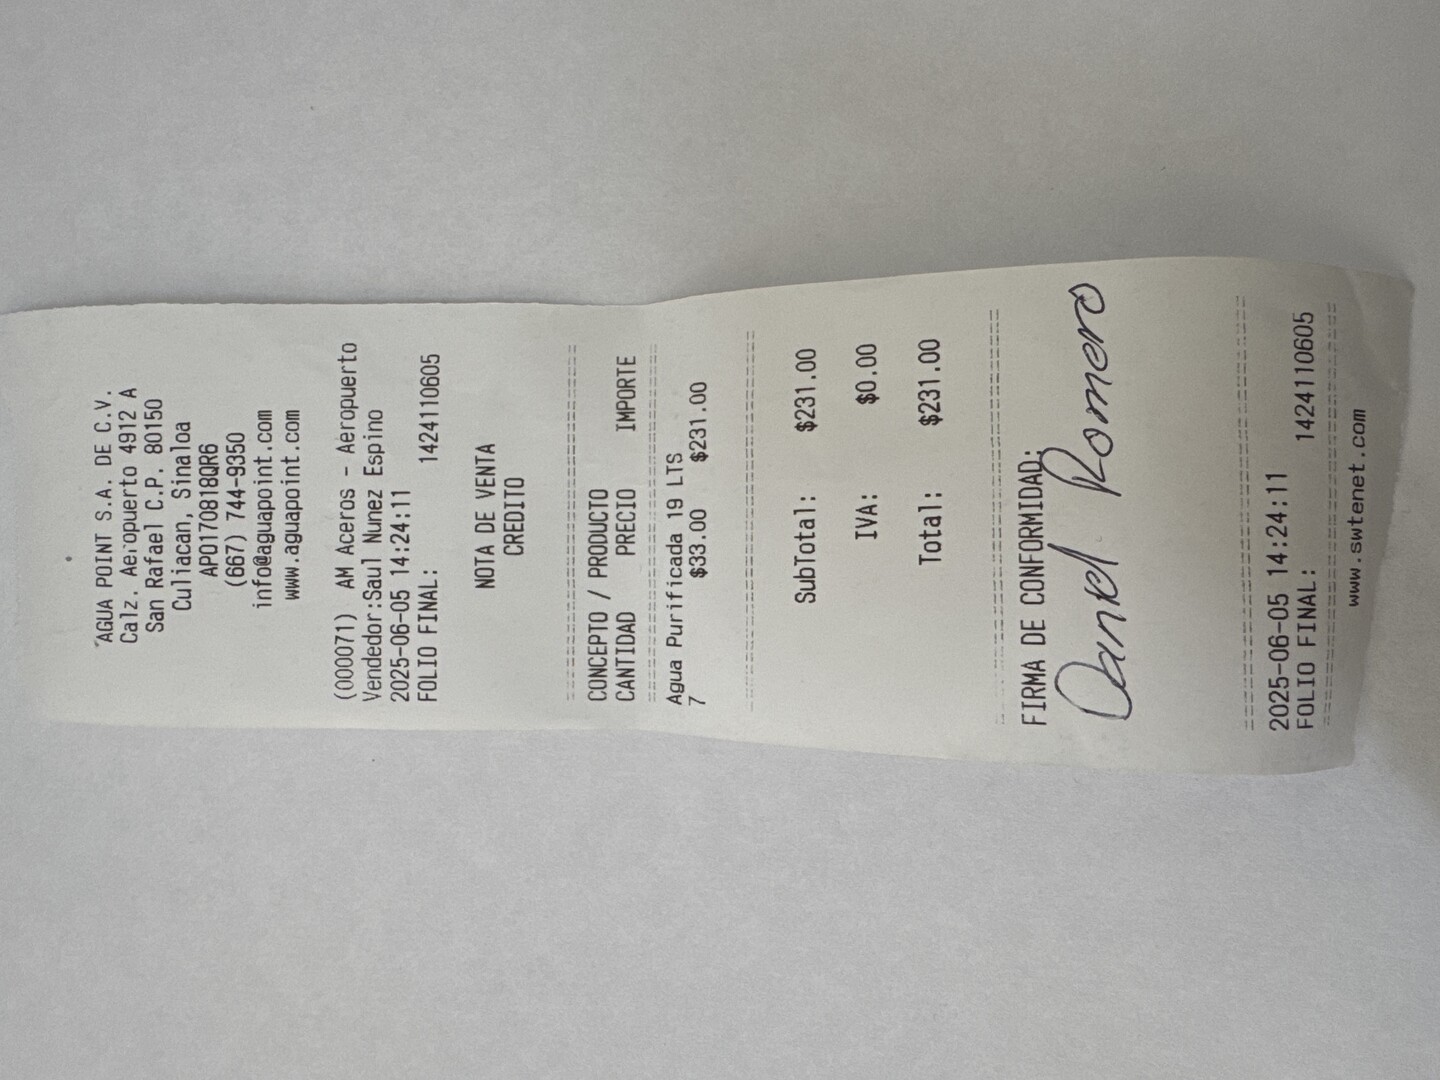 AGUA POINT S.A. DE C.V.
Calz. Aeropuerto 4912 A
San Rafael C.P. 80150
Culiacan, Sinaloa
APO170818QR6
(667) 744-9350
info@aguapoint.com
www.aguapoint.com
(000071) AM Aceros - Aeropuerto
Vendedor:Saul Nunez Espino
2025-06-05 14:24:11
FOLIO FINAL: 1424110605
NOTA DE VENTA
CREDITO
CONCEPTO / PRODUCTO
CANTIDAD PRECIO IMPORTE
Agua Purificada 19 LTS
7 $33.00 $231.00
SubTotal: $231.00
IVA: $0.00
Total: $231.00
FIRMA DE CONFORMIDAD:
Daniel Romero
2025-06-05 14:24:11
FOLIO FINAL: 1424110605
www.swtenet.com